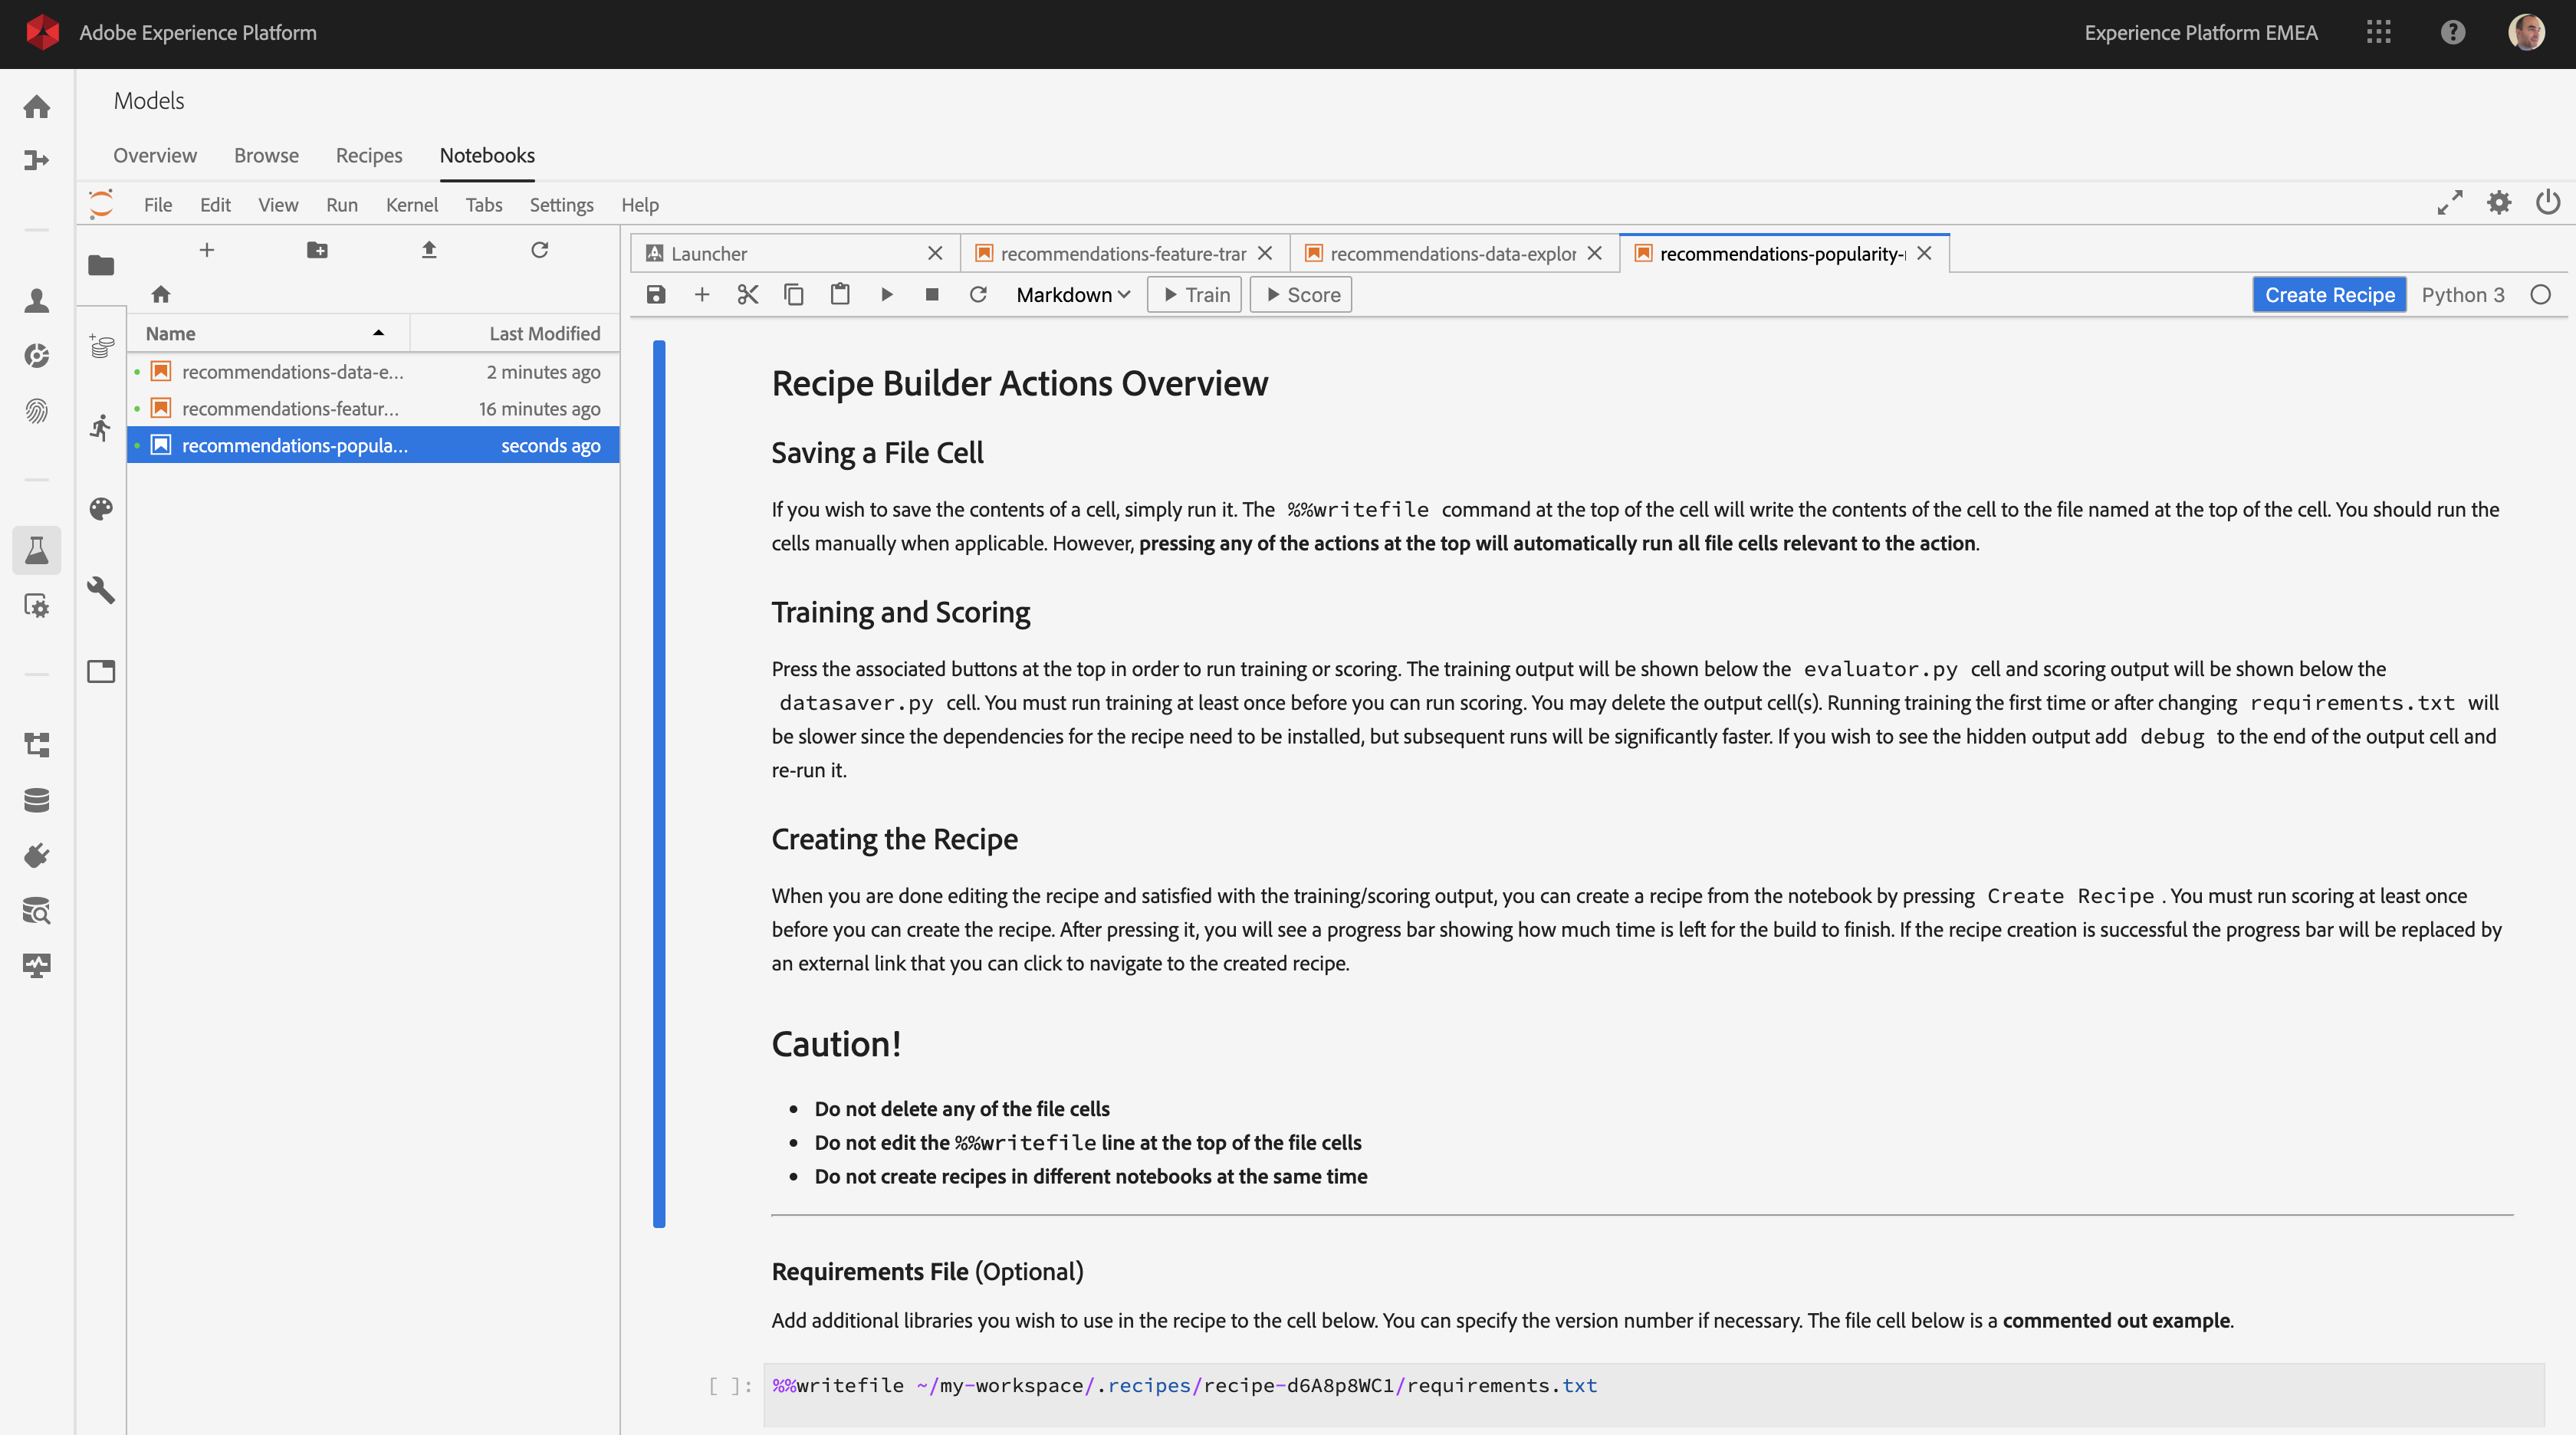 Adobe Experience Platform
Experience Platform EMEA
Models
Overview Browse Recipes Notebooks
File Edit View Run Kernel Tabs Settings Help
Launcher
recommendations-feature-tran
recommendations-data-explor
recommendations-popularity-
Markdown Train Score
Create Recipe Python 3
Name Last Modified
recommendations-data-e... 2 minutes ago
recommendations-featur... 16 minutes ago
recommendations-popula... seconds ago
Recipe Builder Actions Overview
Saving a File Cell
If you wish to save the contents of a cell, simply run it. The %%writefile command at the top of the cell will write the contents of the cell to the file named at the top of the cell. You should run the
cells manually when applicable. However, pressing any of the actions at the top will automatically run all file cells relevant to the action.
Training and Scoring
Press the associated buttons at the top in order to run training or scoring. The training output will be shown below the evaluator.py cell and scoring output will be shown below the
datasaver.py cell. You must run training at least once before you can run scoring. You may delete the output cell(s). Running training the first time or after changing requirements.txt will
be slower since the dependencies for the recipe need to be installed, but subsequent runs will be significantly faster. If you wish to see the hidden output add debug to the end of the output cell and
re-run it.
Creating the Recipe
When you are done editing the recipe and satisfied with the training/scoring output, you can create a recipe from the notebook by pressing Create Recipe . You must run scoring at least once
before you can create the recipe. After pressing it, you will see a progress bar showing how much time is left for the build to finish. If the recipe creation is successful the progress bar will be replaced by
an external link that you can click to navigate to the created recipe.
Caution!
• Do not delete any of the file cells
• Do not edit the %%writefile line at the top of the file cells
• Do not create recipes in different notebooks at the same time
Requirements File (Optional)
Add additional libraries you wish to use in the recipe to the cell below. You can specify the version number if necessary. The file cell below is a commented out example.
[ ]: %%writefile ~/my-workspace/.recipes/recipe-d6A8p8WC1/requirements.txt